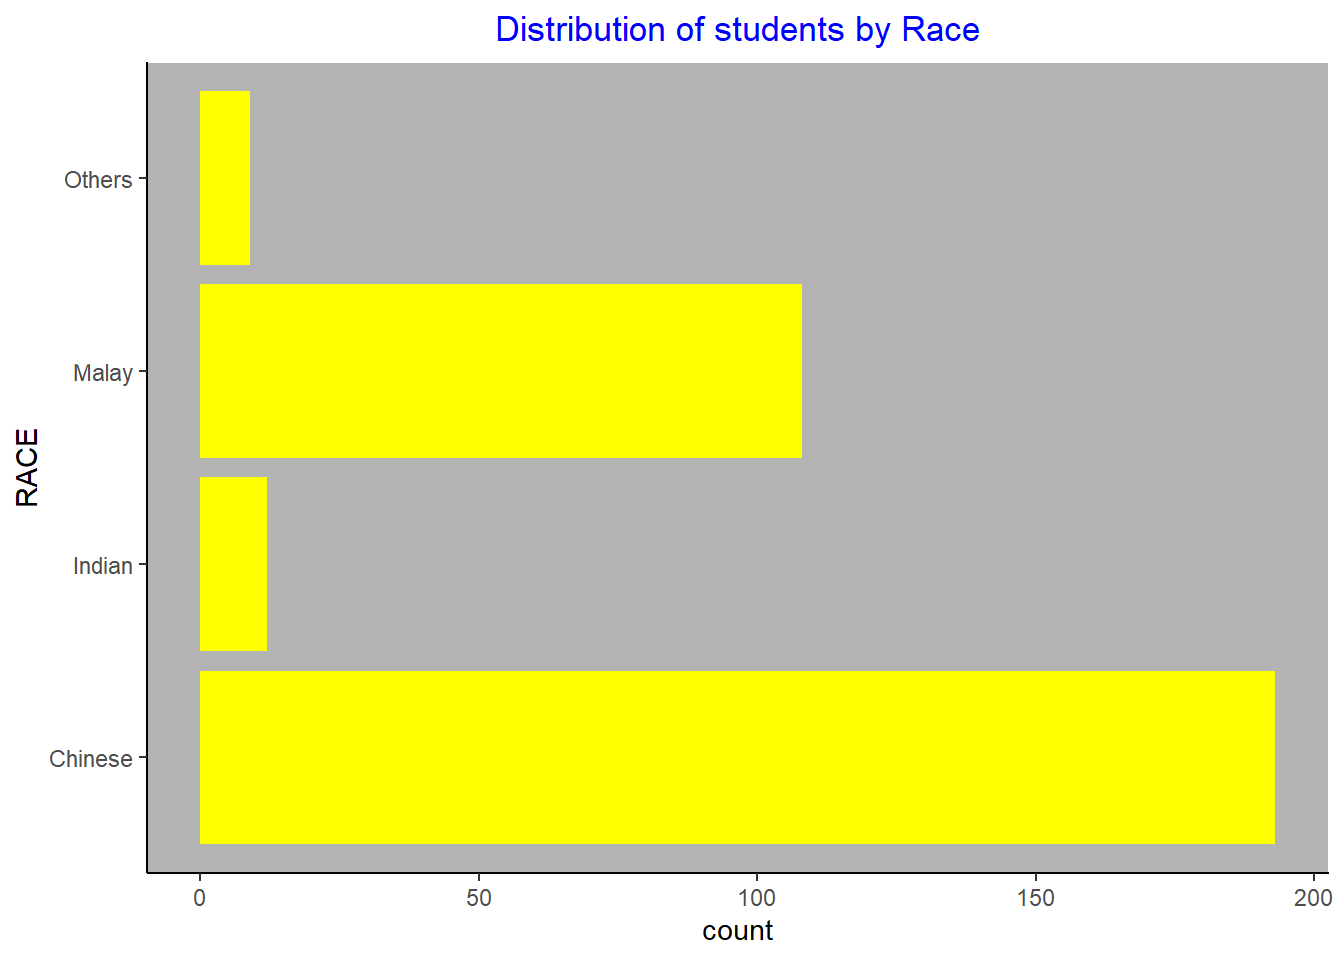 Distribution of students by Race
Others
Malay
Indian
Chinese
RACE
0 50 100 150 200
count